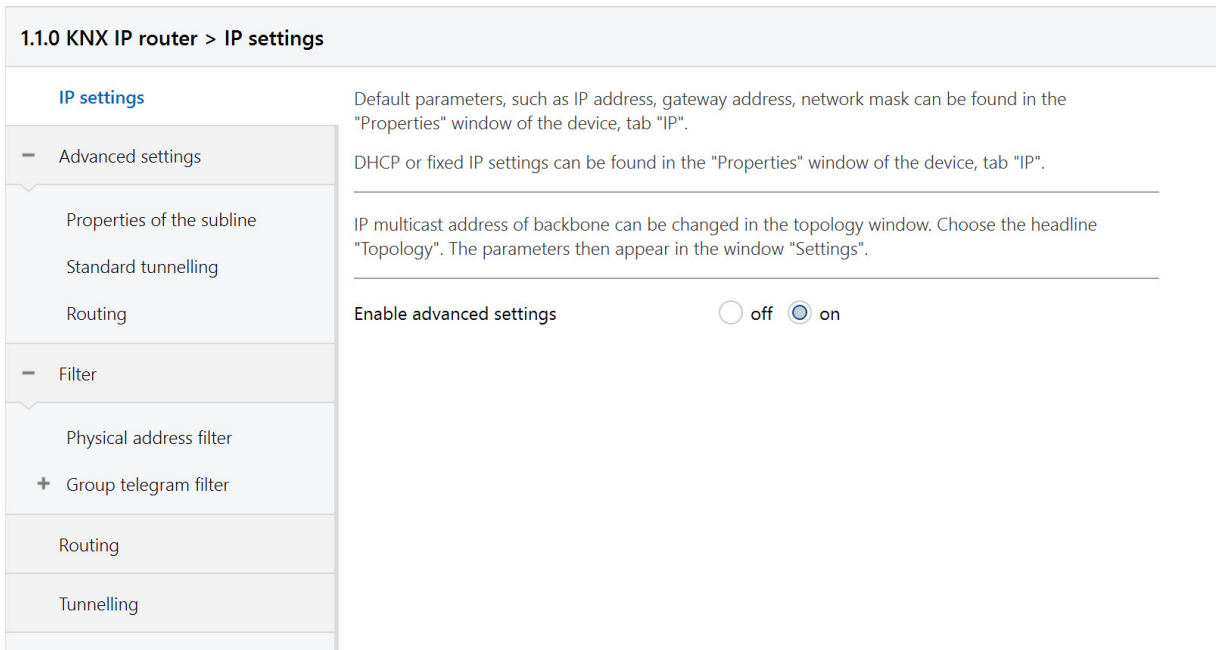 1.1.0 KNX IP router > IP settings
IP settings
Advanced settings
Properties of the subline
Standard tunnelling
Routing
Filter
Physical address filter
Group telegram filter
Routing
Tunnelling
Default parameters, such as IP address, gateway address, network mask can be found in the
"Properties" window of the device, tab "IP".
DHCP or fixed IP settings can be found in the "Properties" window of the device, tab "IP".
IP multicast address of backbone can be changed in the topology window. Choose the headline
"Topology". The parameters then appear in the window "Settings".
Enable advanced settings off on